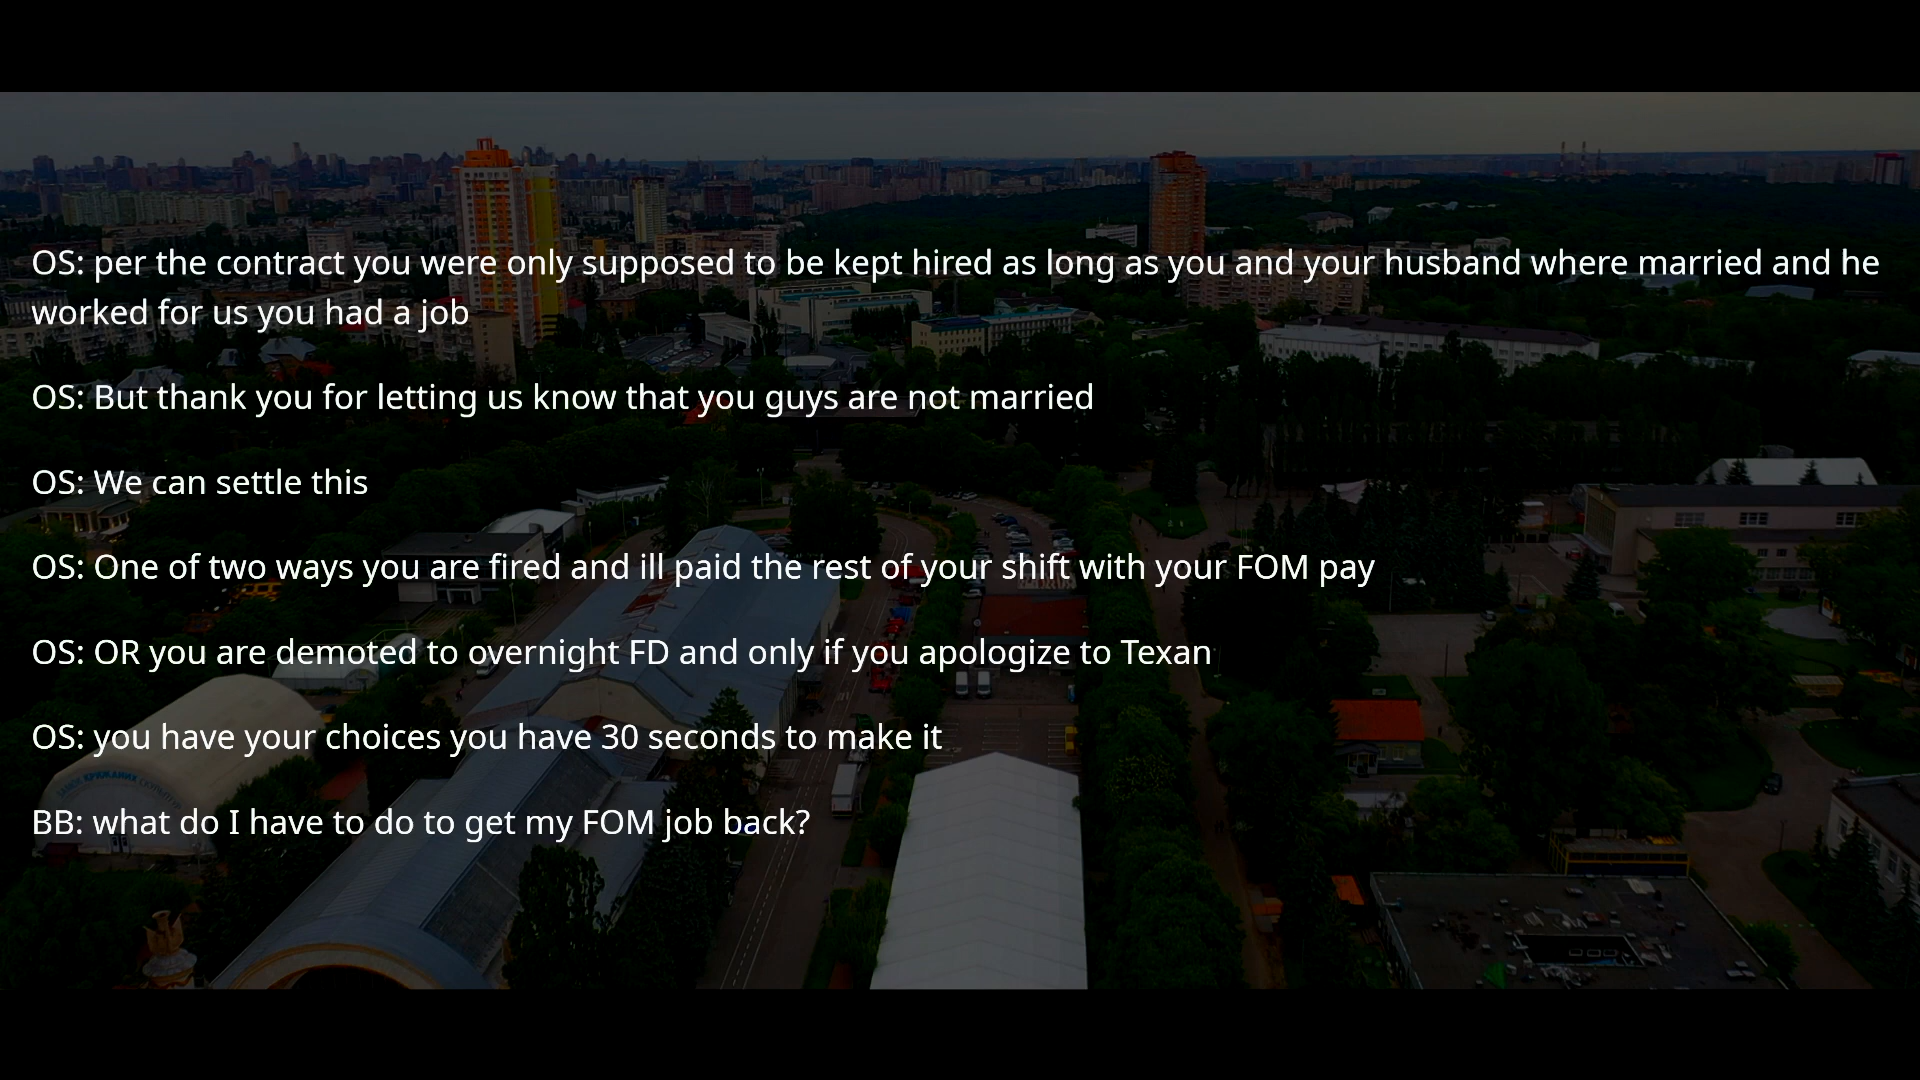 OS: per the contract you were only supposed to be kept hired as long as you and your husband where married and he
worked for us you had a job
OS: But thank you for letting us know that you guys are not married
OS: We can settle this
OS: One of two ways you are fired and ill paid the rest of your shift with your FOM pay
OS: OR you are demoted to overnight FD and only if you apologize to Texan
OS: you have your choices you have 30 seconds to make it
BB: what do I have to do to get my FOM job back?